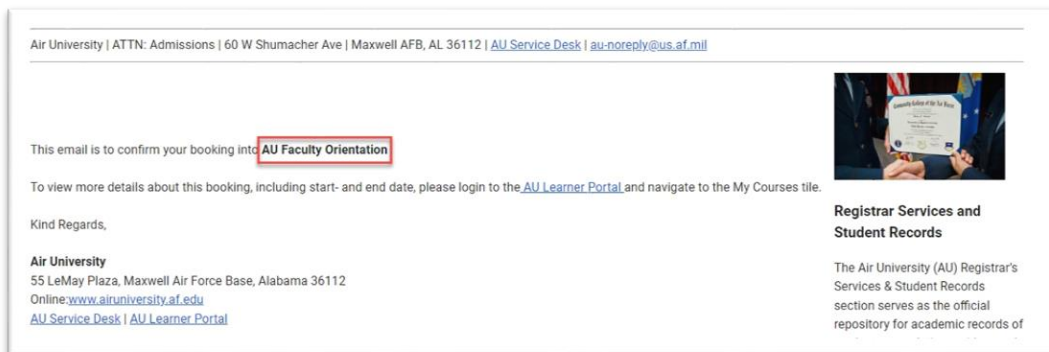 Air University | ATTN: Admissions | 60 W Shumacher Ave | Maxwell AFB, AL 36112 | AU Service Desk | au-noreply@us.af.mil
This email is to confirm your booking into AU Faculty Orientation
To view more details about this booking, including start- and end date, please login to the AU Learner Portal and navigate to the My Courses tile.
Kind Regards,
Air University
55 LeMay Plaza, Maxwell Air Force Base, Alabama 36112
Online:www.airuniversity.af.edu
AU Service Desk | AU Learner Portal
Registrar Services and
Student Records
The Air University (AU) Registrar's
Services & Student Records
section serves as the official
repository for academic records of